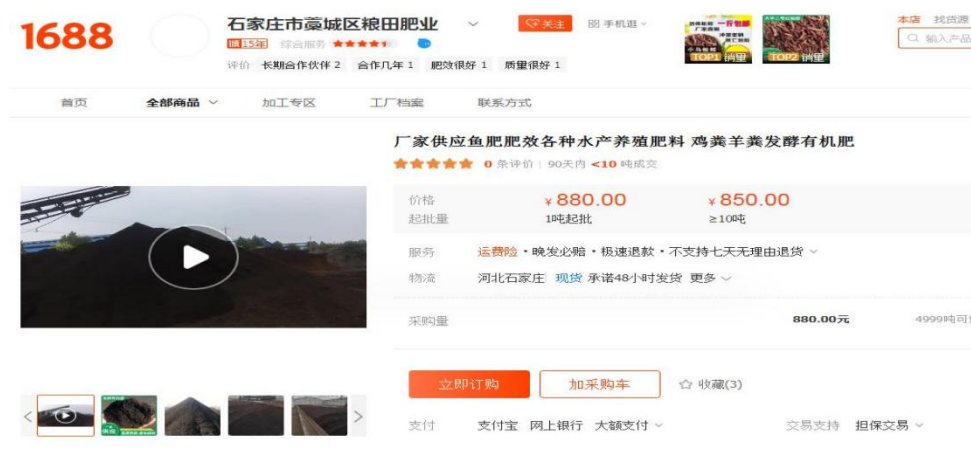 1688
石家庄市藁城区粮田肥业
关注
手机逛
15年 综合服务
评价 长期合作伙伴 2 合作几年 1 肥效很好 1 质量很好 1
TOP1 销量
TOP2 销量
本店 找货源
输入产品
首页 全部商品 加工专区 工厂档案 联系方式
厂家供应鱼肥肥效各种水产养殖肥料 鸡粪羊粪发酵有机肥
0 条评价 90天内 <10 吨成交
价格 ¥880.00 ¥850.00
起批量 1吨起批 ≥10吨
服务 运费险・晚发必赔・极速退款・不支持七天无理由退货
物流 河北石家庄 现货 承诺48小时发货 更多
采购量 880.00元 4999吨可售
立即订购 加采购车 收藏(3)
支付 支付宝 网上银行 大额支付 交易支持 担保交易